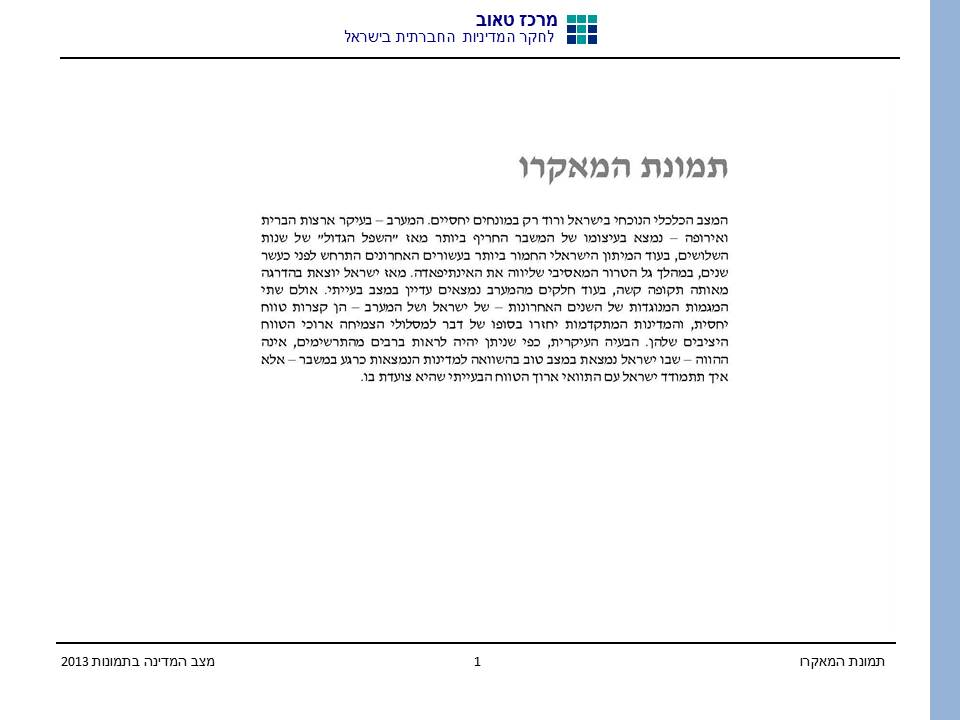 מרכז טאוב
לחקר המדיניות החברתית בישראל
תמונת המאקרו
המצב הכלכלי הנוכחי בישראל ורוד רק במונחים יחסיים. המערב – בעיקר ארצות הברית
ואירופה – נמצא בעיצומו של המשבר החריף ביותר מאז "השפל הגדול" של שנות
השלושים, בעוד המיתון הישראלי החמור ביותר בעשורים האחרונים התרחש לפני כעשר
שנים, במהלך גל הטרור המאסיבי שליווה את האינתיפאדה. מאז ישראל יוצאת בהדרגה
מאותה תקופה קשה, בעוד חלקים מהמערב נמצאים עדיין במצב בעייתי. אולם שתי
המגמות המנוגדות של השנים האחרונות – של ישראל ושל המערב – הן קצרות טווח
יחסית, והמדינות המתקדמות יחזרו בסופו של דבר למסלולי הצמיחה ארוכי הטווח
היציבים שלהן. הבעיה העיקרית, כפי שניתן יהיה לראות ברבים מהתרשימים, אינה
ההווה – שבו ישראל נמצאת במצב טוב בהשוואה למדינות הנמצאות כרגע במשבר – אלא
איך תתמודד ישראל עם התוואי ארוך הטווח הבעייתי שהיא צועדת בו.
תמונת המאקרו
1
מצב המדינה בתמונות 2013